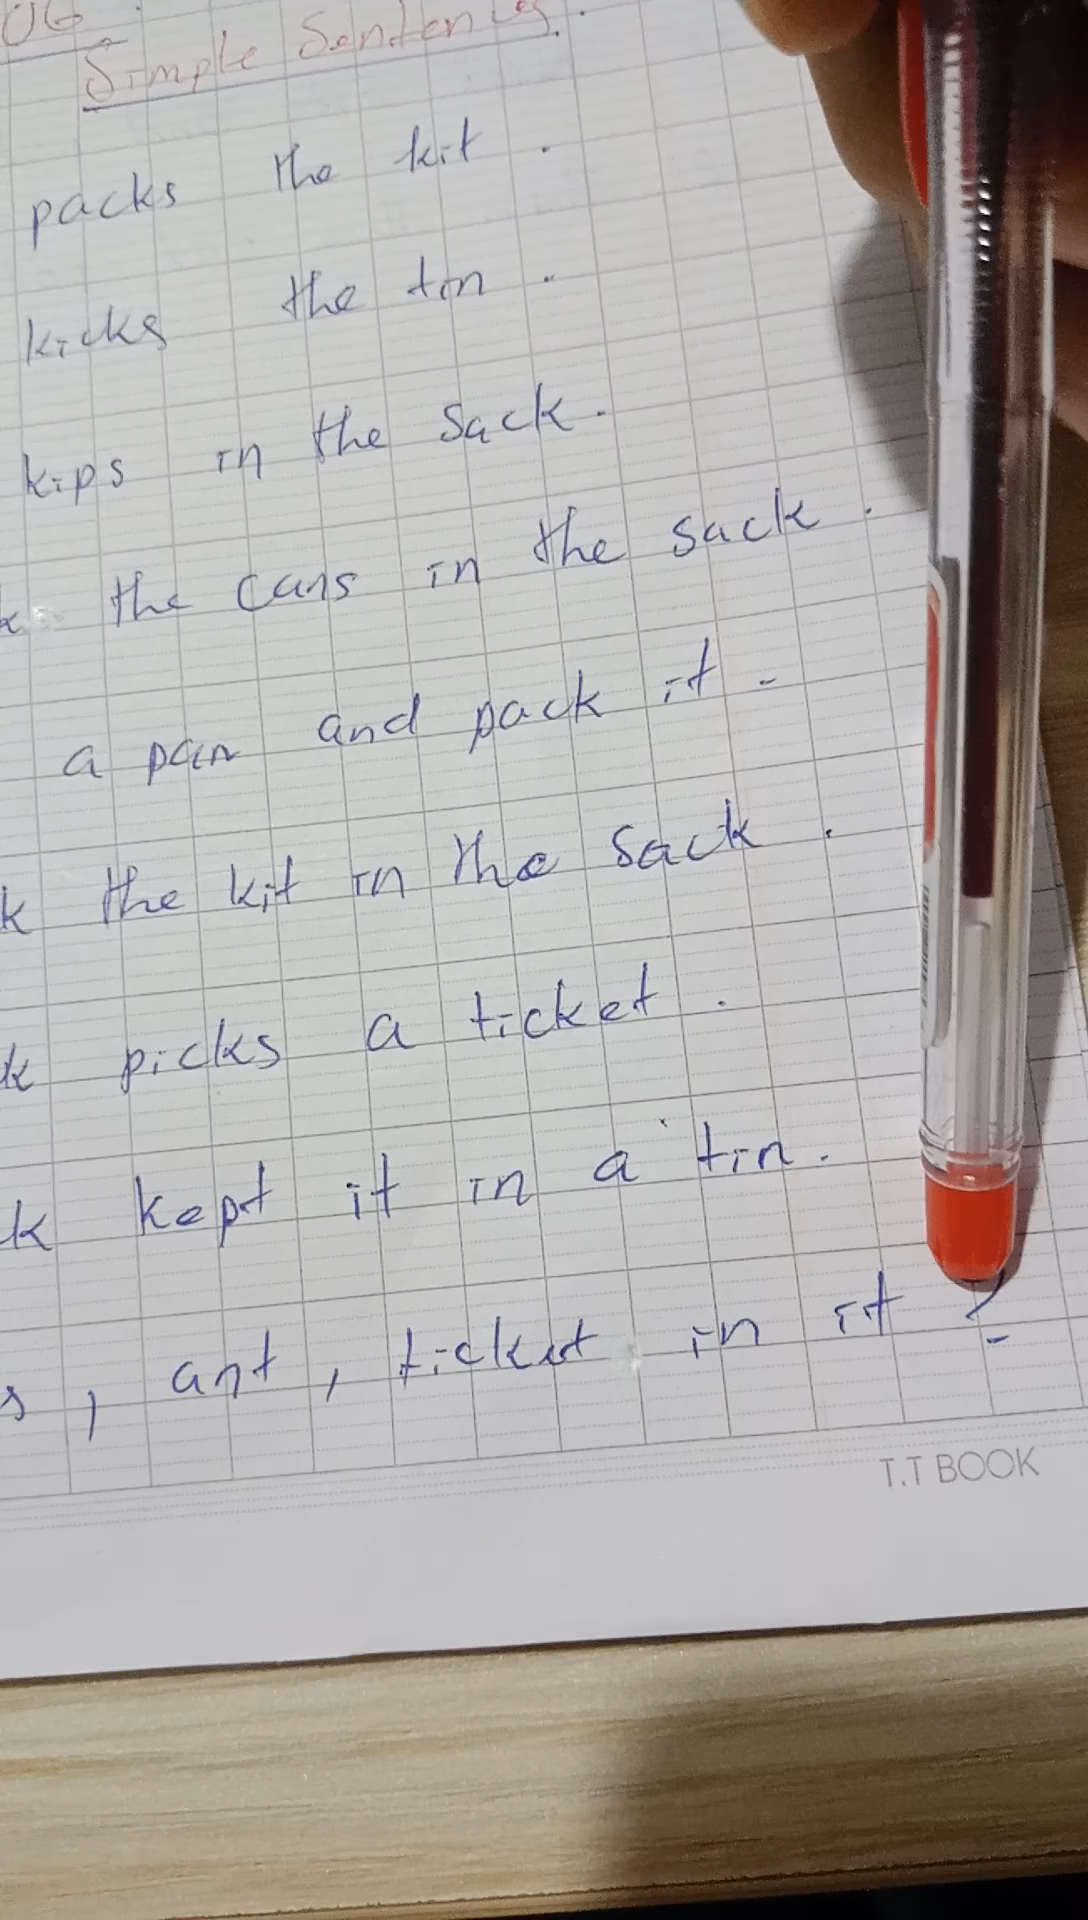 06
Simple Sentences.
packs the kit.
kicks the tin.
kips in the sack.
k the cans in the sack.
a pan and pack it.
k the kit in the sack.
k picks a ticket.
k kept it in a tin.
s, ant, ticket in it?
T.T BOOK